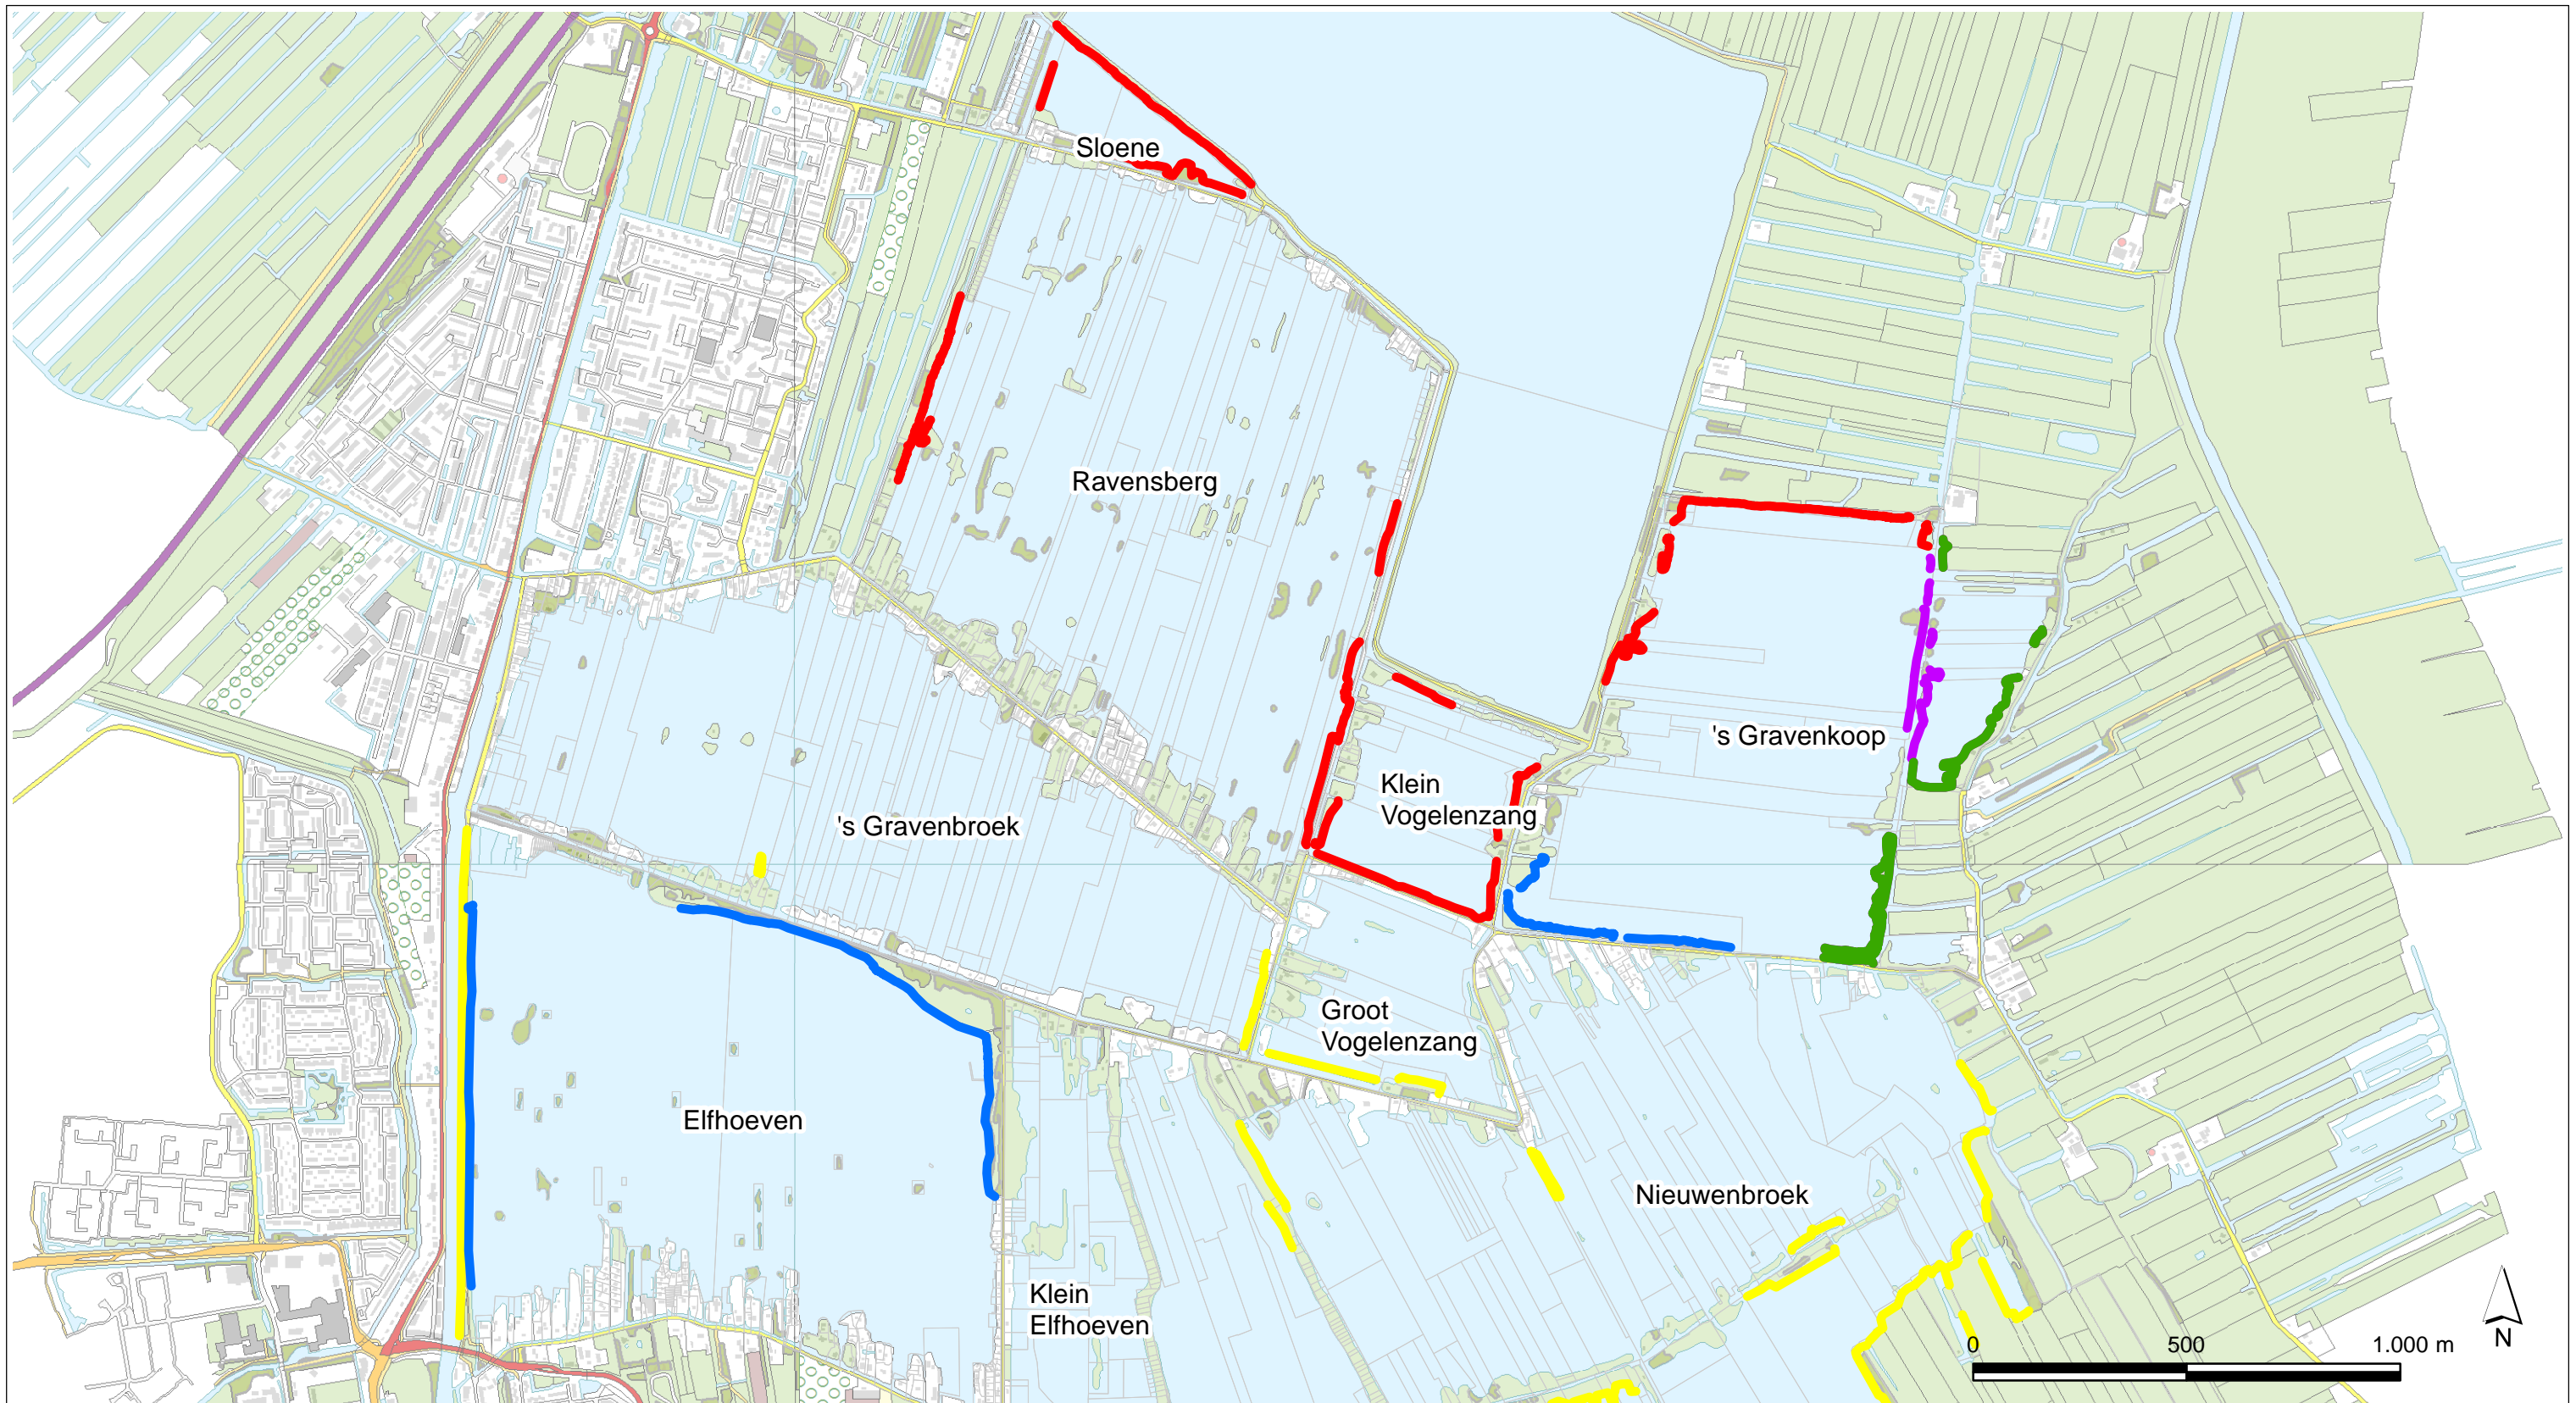 Sloene
Ravensberg
's Gravenkoop
Klein
Vogelenzang
's Gravenbroek
Groot
Vogelenzang
Elfhoeven
Nieuwenbroek
Klein
Elfhoeven
0 500 1.000 m
N